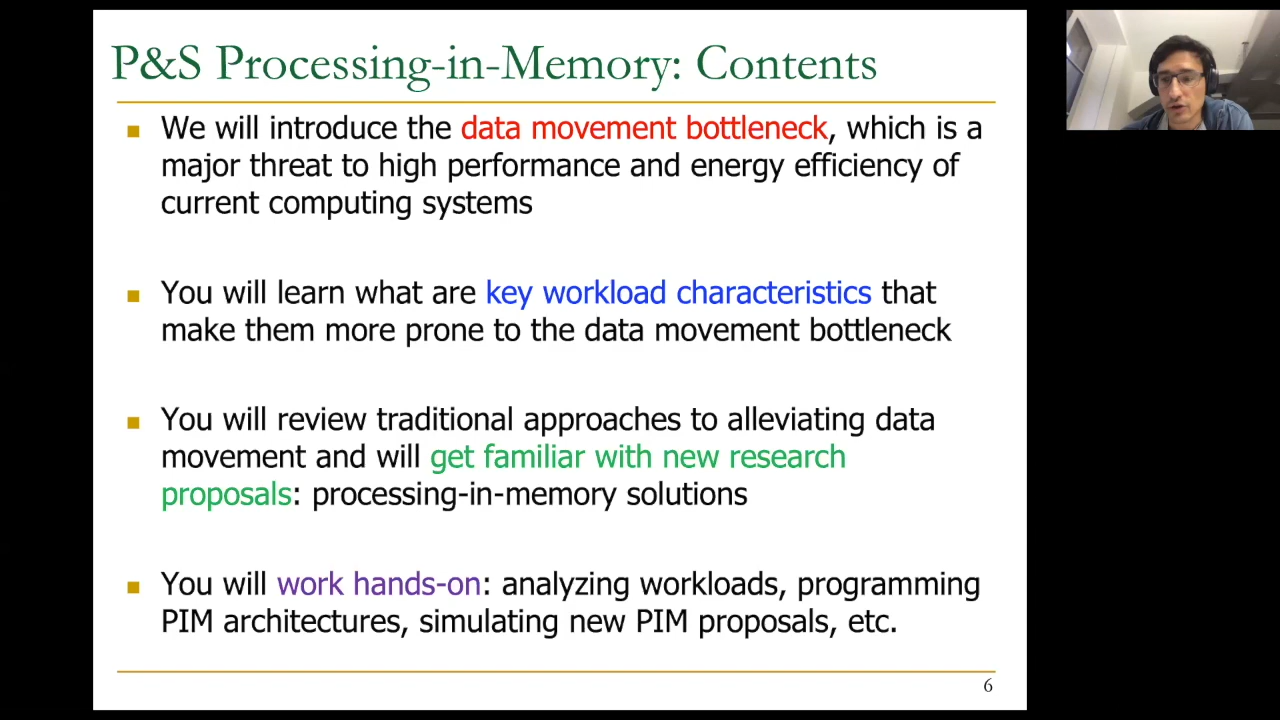 P&S Processing-in-Memory: Contents
We will introduce the data movement bottleneck, which is a
major threat to high performance and energy efficiency of
current computing systems
You will learn what are key workload characteristics that
make them more prone to the data movement bottleneck
You will review traditional approaches to alleviating data
movement and will get familiar with new research
proposals: processing-in-memory solutions
You will work hands-on: analyzing workloads, programming
PIM architectures, simulating new PIM proposals, etc.
6